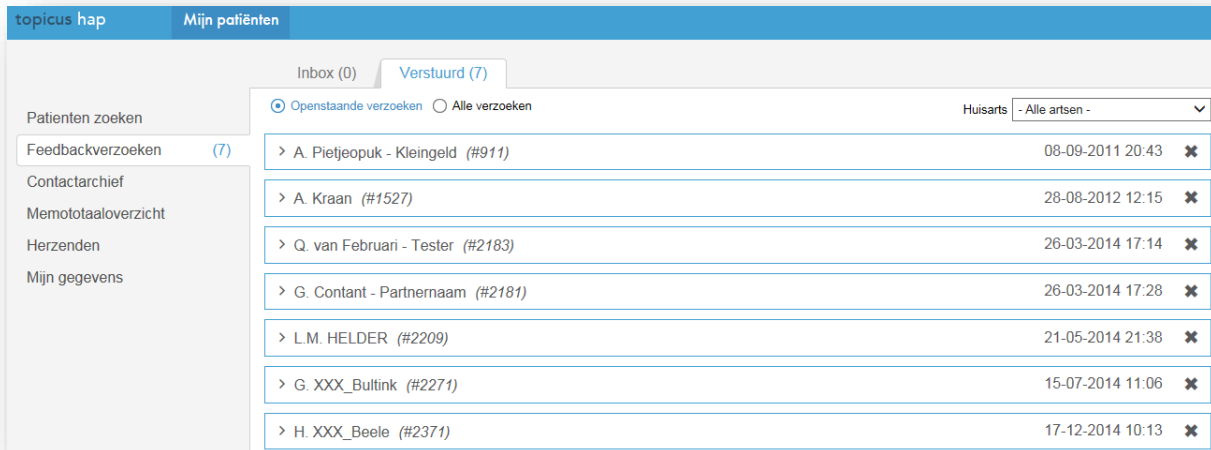 topicus hap Mijn patiënten
Inbox (0) Verstuurd (7)
Openstaande verzoeken Alle verzoeken Huisarts - Alle artsen -
Patienten zoeken
Feedbackverzoeken (7)
Contactarchief
Memototaaloverzicht
Herzenden
Mijn gegevens
A. Pietjeopuk - Kleingeld (#911) 08-09-2011 20:43
A. Kraan (#1527) 28-08-2012 12:15
Q. van Februari - Tester (#2183) 26-03-2014 17:14
G. Contant - Partnernaam (#2181) 26-03-2014 17:28
L.M. HELDER (#2209) 21-05-2014 21:38
G. XXX_Bultink (#2271) 15-07-2014 11:06
H. XXX_Beele (#2371) 17-12-2014 10:13